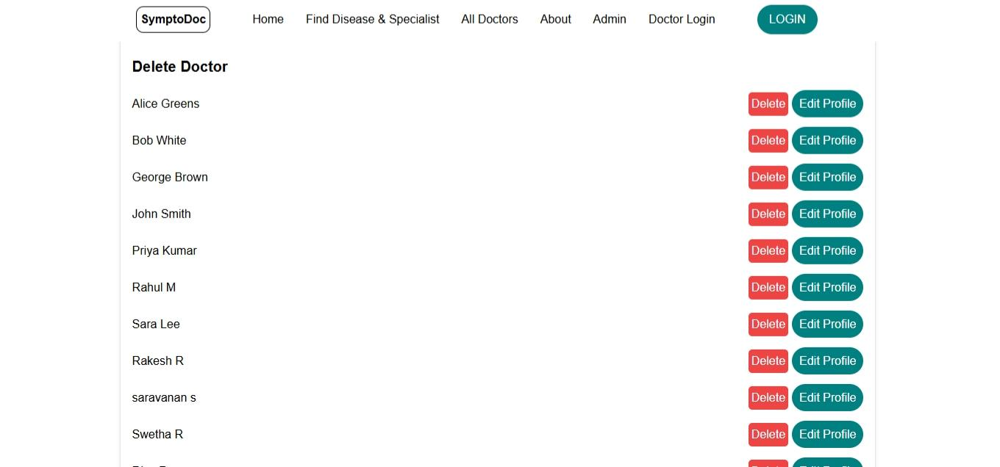 SymptoDoc Home Find Disease & Specialist All Doctors About Admin Doctor Login LOGIN
Delete Doctor
Alice Greens Delete Edit Profile
Bob White Delete Edit Profile
George Brown Delete Edit Profile
John Smith Delete Edit Profile
Priya Kumar Delete Edit Profile
Rahul M Delete Edit Profile
Sara Lee Delete Edit Profile
Rakesh R Delete Edit Profile
saravanan s Delete Edit Profile
Swetha R Delete Edit Profile